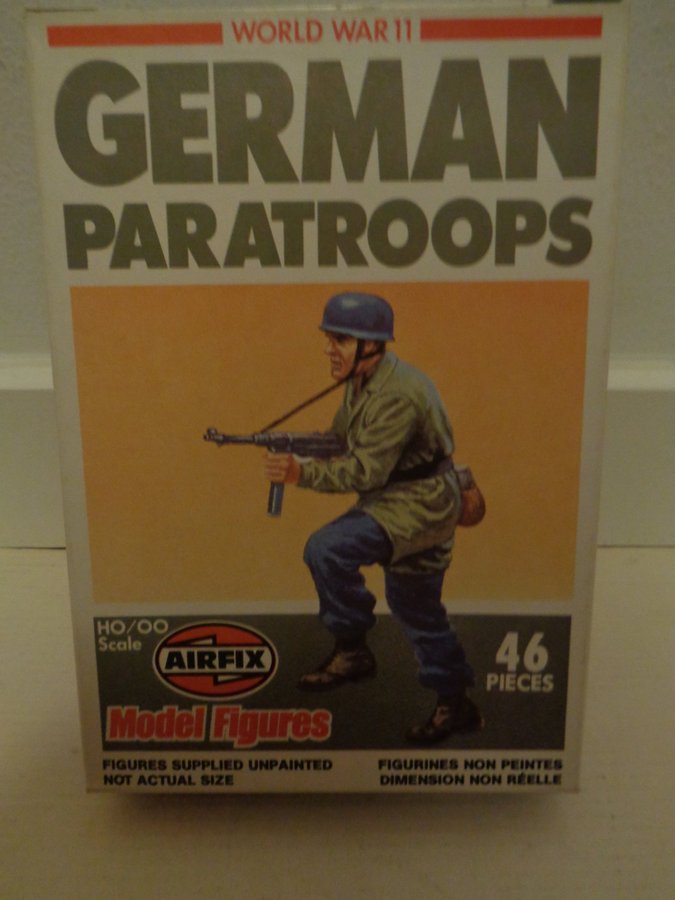 WORLD WAR 11
GERMAN
PARATROOPS
HO/OO
Scale
AIRFIX
46
PIECES
Model Figures
FIGURES SUPPLIED UNPAINTED
NOT ACTUAL SIZE
FIGURINES NON PEINTES
DIMENSION NON RÉELLE